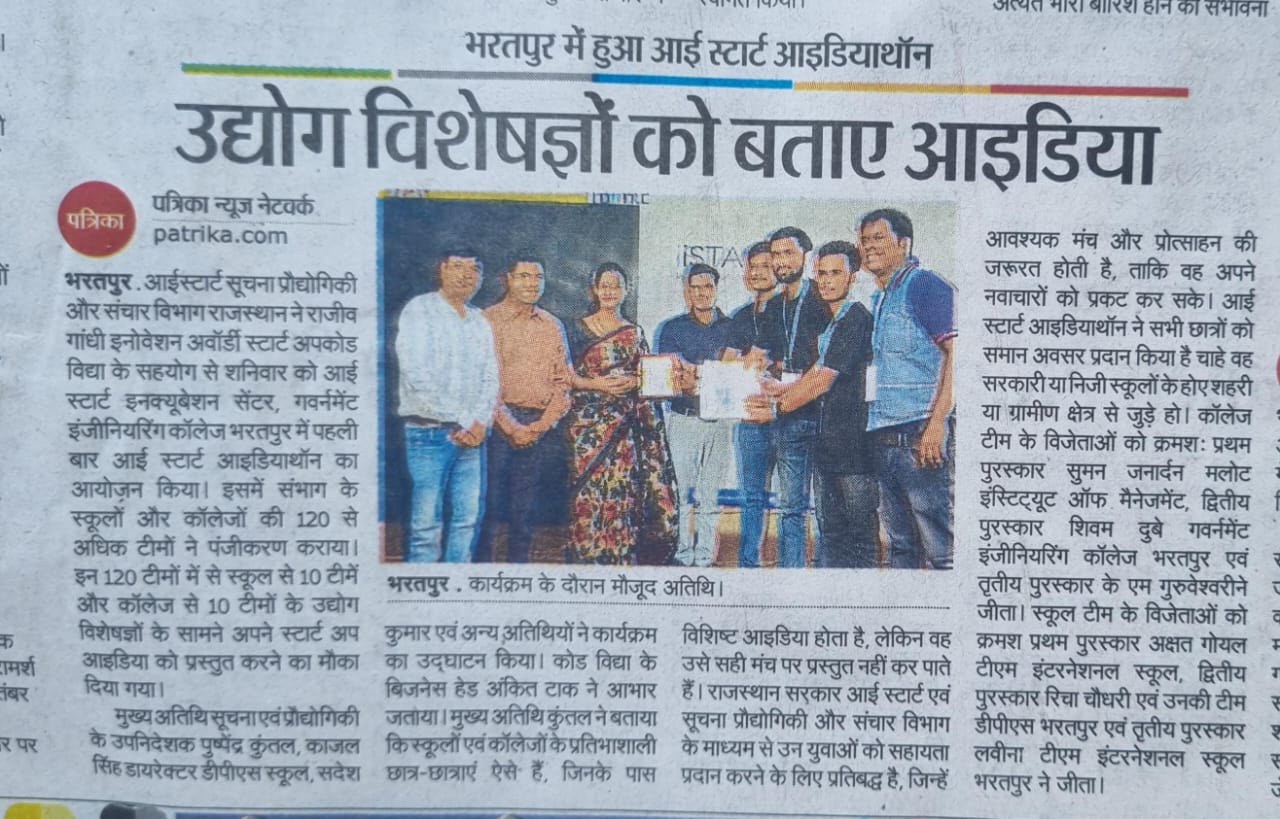 अत्यंत भारी बारिश होने की संभावना
भरतपुर में हुआ आई स्टार्ट आइडियाथॉन
उद्योग विशेषज्ञों को बताए आइडिया
पत्रिका
पत्रिका न्यूज नेटवर्क
patrika.com
भरतपुर . आईस्टार्ट सूचना प्रौद्योगिकी
और संचार विभाग राजस्थान ने राजीव
गांधी इनोवेशन अवॉर्डी स्टार्ट अपकोड
विद्या के सहयोग से शनिवार को आई
स्टार्ट इनक्यूबेशन सेंटर, गवर्नमेंट
इंजीनियरिंग कॉलेज भरतपुर में पहली
बार आई स्टार्ट आइडियाथॉन का
आयोजन किया। इसमें संभाग के
स्कूलों और कॉलेजों की 120 से
अधिक टीमों ने पंजीकरण कराया।
इन 120 टीमों में से स्कूल से 10 टीमें
और कॉलेज से 10 टीमों के उद्योग
विशेषज्ञों के सामने अपने स्टार्ट अप
आइडिया को प्रस्तुत करने का मौका
दिया गया।
मुख्य अतिथि सूचना एवं प्रौद्योगिकी
के उपनिदेशक पुष्पेंद्र कुंतल, काजल
सिंह डायरेक्टर डीपीएस स्कूल, सदेश
iSTA
भरतपुर . कार्यक्रम के दौरान मौजूद अतिथि।
कुमार एवं अन्य अतिथियों ने कार्यक्रम
का उद्घाटन किया। कोड विद्या के
बिजनेस हेड अंकित टाक ने आभार
जताया। मुख्य अतिथि कुंतल ने बताया
कि स्कूलों एवं कॉलेजों के प्रतिभाशाली
छात्र-छात्राएं ऐसे हैं, जिनके पास
विशिष्ट आइडिया होता है, लेकिन वह
उसे सही मंच पर प्रस्तुत नहीं कर पाते
हैं। राजस्थान सरकार आई स्टार्ट एवं
सूचना प्रौद्योगिकी और संचार विभाग
के माध्यम से उन युवाओं को सहायता
प्रदान करने के लिए प्रतिबद्ध है, जिन्हें
आवश्यक मंच और प्रोत्साहन की
जरूरत होती है, ताकि वह अपने
नवाचारों को प्रकट कर सके। आई
स्टार्ट आइडियाथॉन ने सभी छात्रों को
समान अवसर प्रदान किया है चाहे वह
सरकारी या निजी स्कूलों के होए शहरी
या ग्रामीण क्षेत्र से जुड़े हो। कॉलेज
टीम के विजेताओं को क्रमशः प्रथम
पुरस्कार सुमन जनार्दन मलोट
इंस्टिट्यूट ऑफ मैनेजमेंट, द्वितीय
पुरस्कार शिवम दुबे गवर्नमेंट
इंजीनियरिंग कॉलेज भरतपुर एवं
तृतीय पुरस्कार के एम गुरुवेश्वरीने
जीता। स्कूल टीम के विजेताओं को
क्रमश प्रथम पुरस्कार अक्षत गोयल
टीएम इंटरनेशनल स्कूल, द्वितीय
पुरस्कार रिचा चौधरी एवं उनकी टीम
डीपीएस भरतपुर एवं तृतीय पुरस्कार
लवीना टीएम इंटरनेशनल स्कूल
भरतपुर ने जीता।